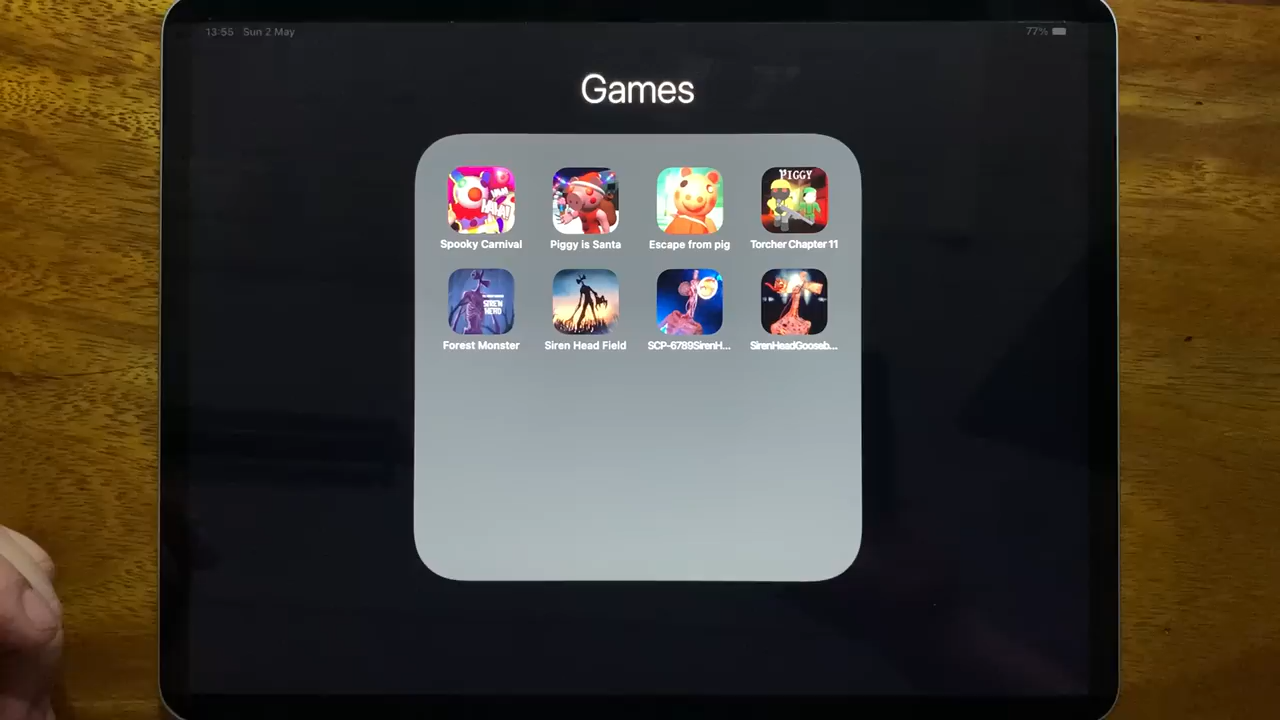 13:55 Sun 2 May
77%
Games
PIGGY
HAHA!
Spooky Carnival
Piggy is Santa
Escape from pig
Torcher Chapter 11
SIREN
HEAD
Forest Monster
Siren Head Field
SCP-6789SirenH...
SirenHeadGooseb...